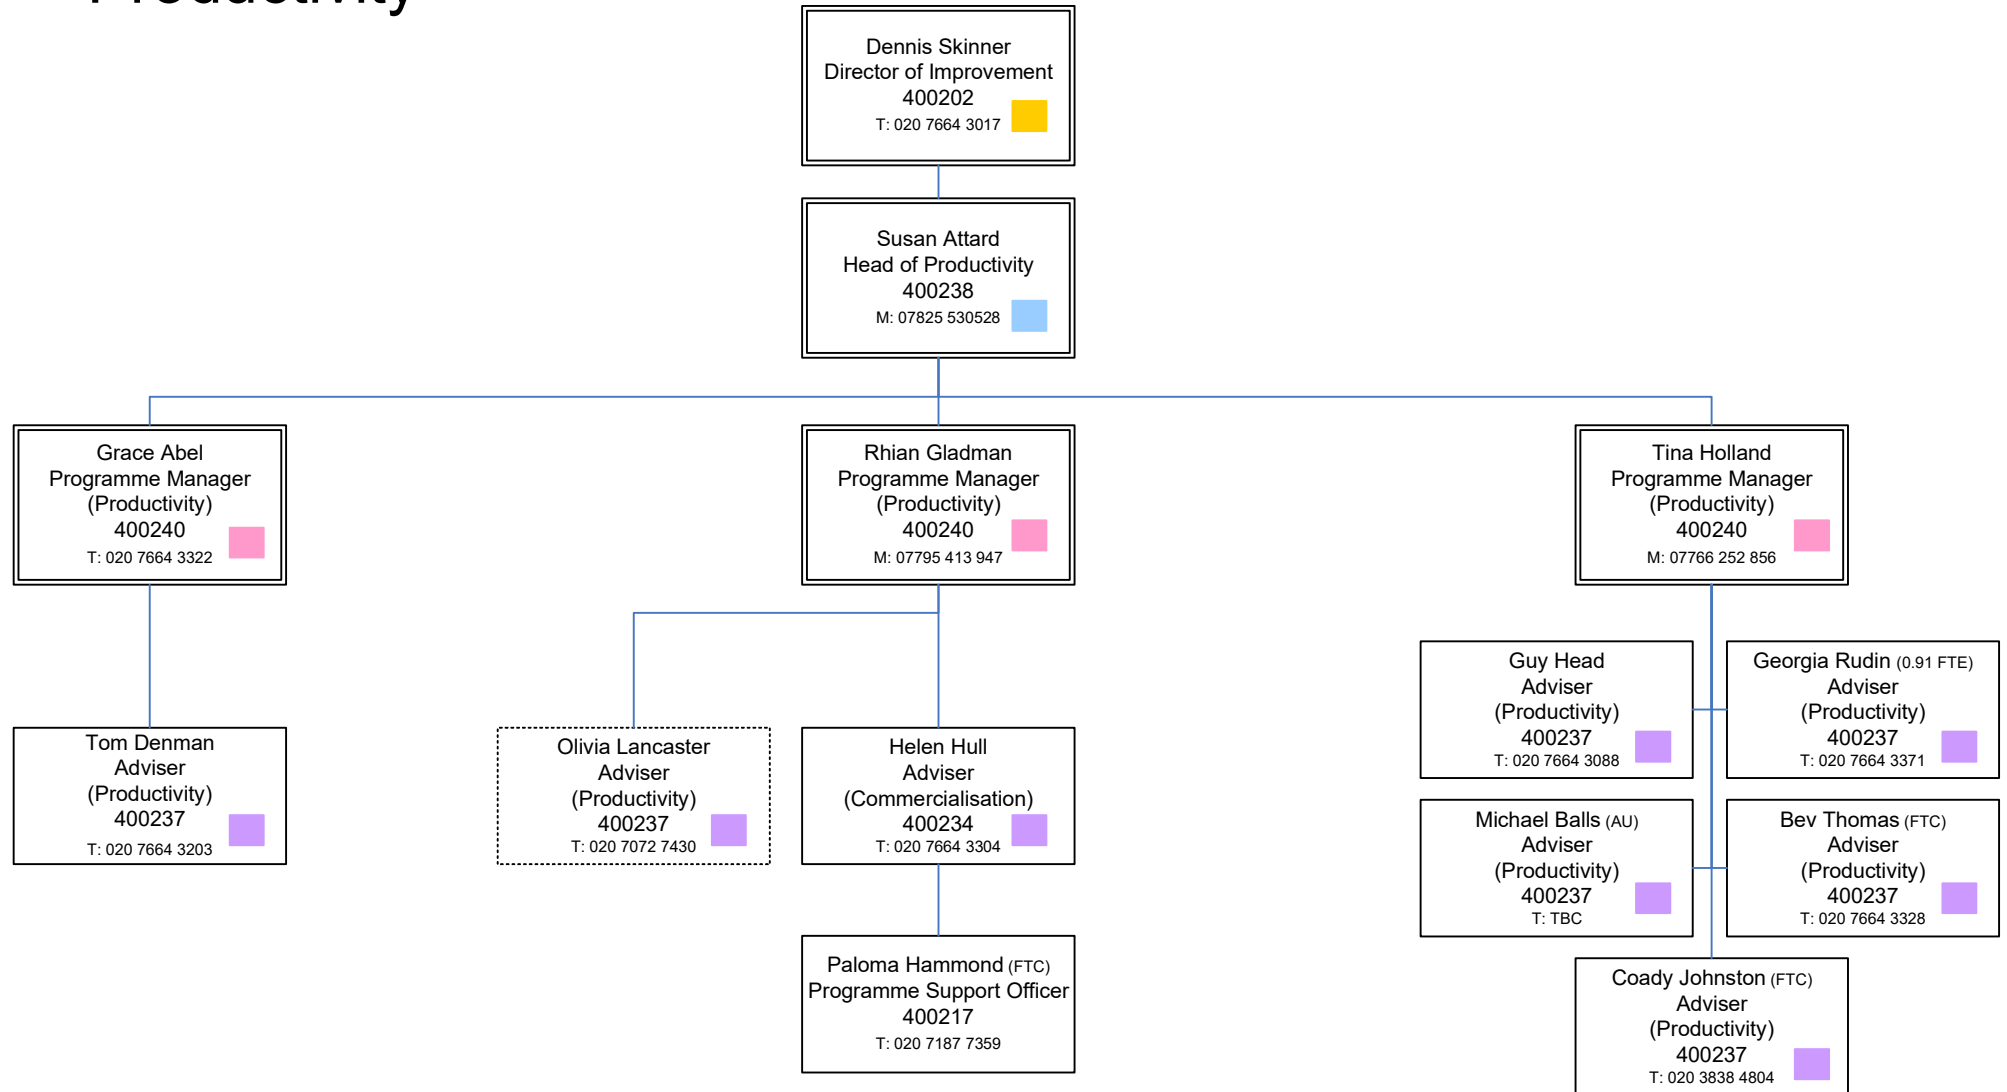 Productivity
Dennis Skinner
Director of Improvement
400202
T: 020 7664 3017
Susan Attard
Head of Productivity
400238
M: 07825 530528
Grace Abel
Programme Manager
(Productivity)
400240
T: 020 7664 3322
Rhian Gladman
Programme Manager
(Productivity)
400240
M: 07795 413 947
Tina Holland
Programme Manager
(Productivity)
400240
M: 07766 252 856
Tom Denman
Adviser
(Productivity)
400237
T: 020 7664 3203
Olivia Lancaster
Adviser
(Productivity)
400237
T: 020 7072 7430
Helen Hull
Adviser
(Commercialisation)
400234
T: 020 7664 3304
Paloma Hammond (FTC)
Programme Support Officer
400217
T: 020 7187 7359
Guy Head
Adviser
(Productivity)
400237
T: 020 7664 3088
Georgia Rudin (0.91 FTE)
Adviser
(Productivity)
400237
T: 020 7664 3371
Michael Balls (AU)
Adviser
(Productivity)
400237
T: TBC
Bev Thomas (FTC)
Adviser
(Productivity)
400237
T: 020 7664 3328
Coady Johnston (FTC)
Adviser
(Productivity)
400237
T: 020 3838 4804